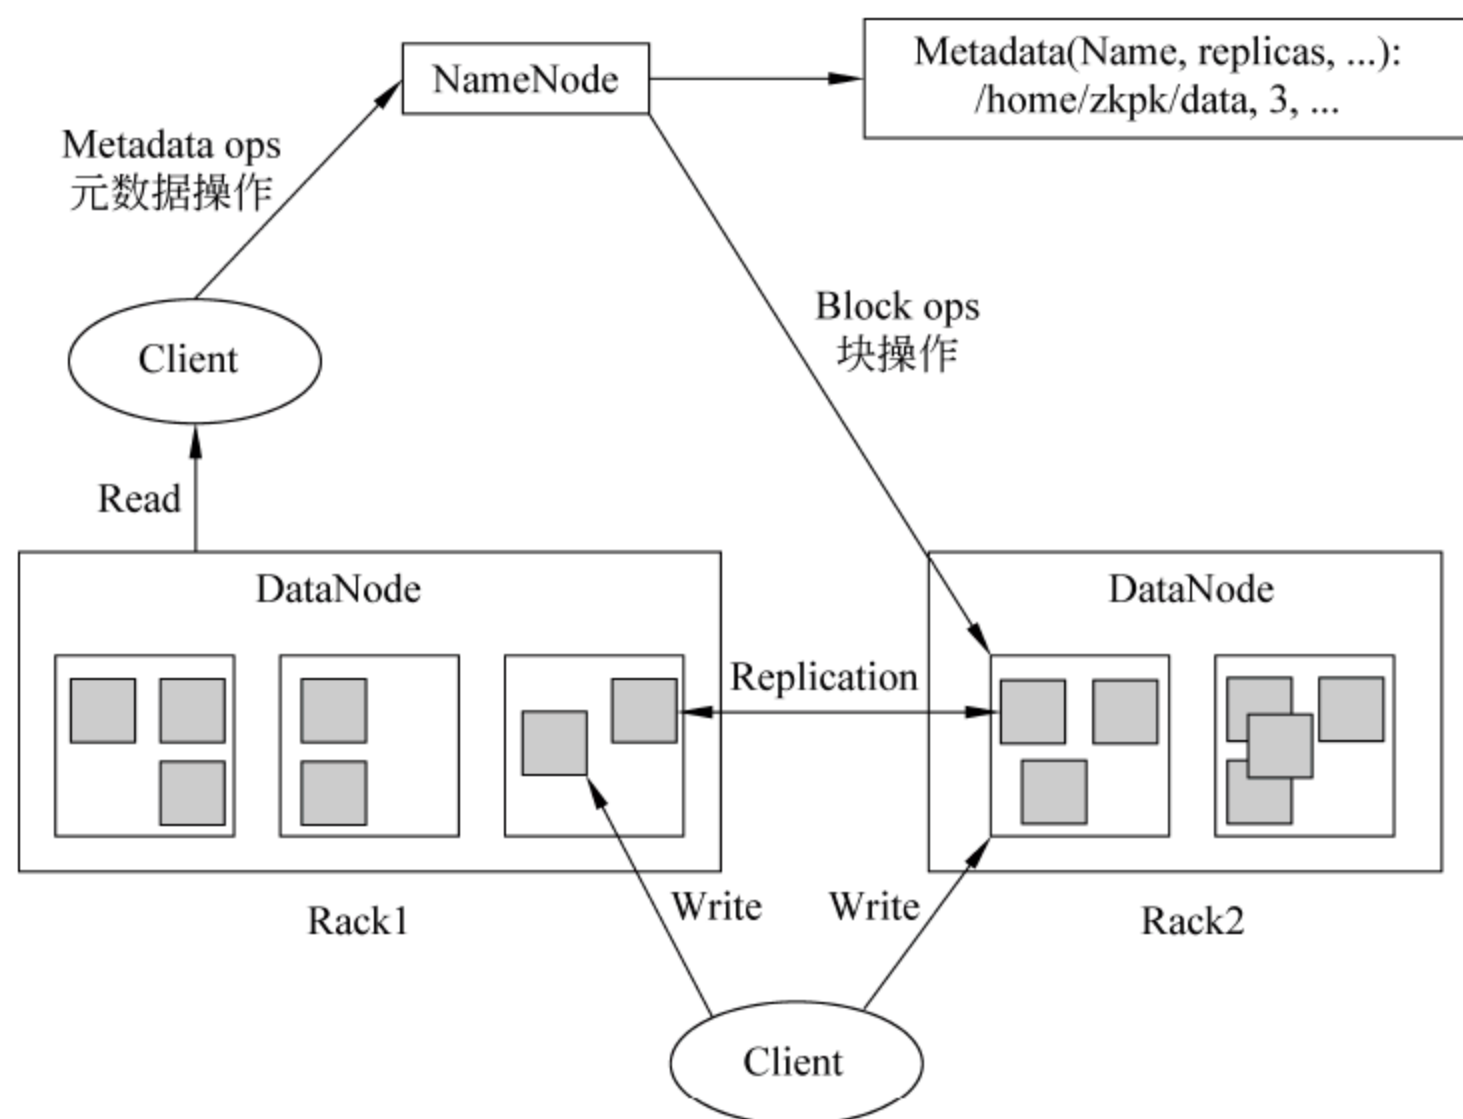 NameNode
Metadata(Name, replicas, ...):
/home/zkpk/data, 3, ...
Metadata ops
元数据操作
Block ops
块操作
Client
Read
DataNode
DataNode
Replication
Write
Write
Rack1
Rack2
Client